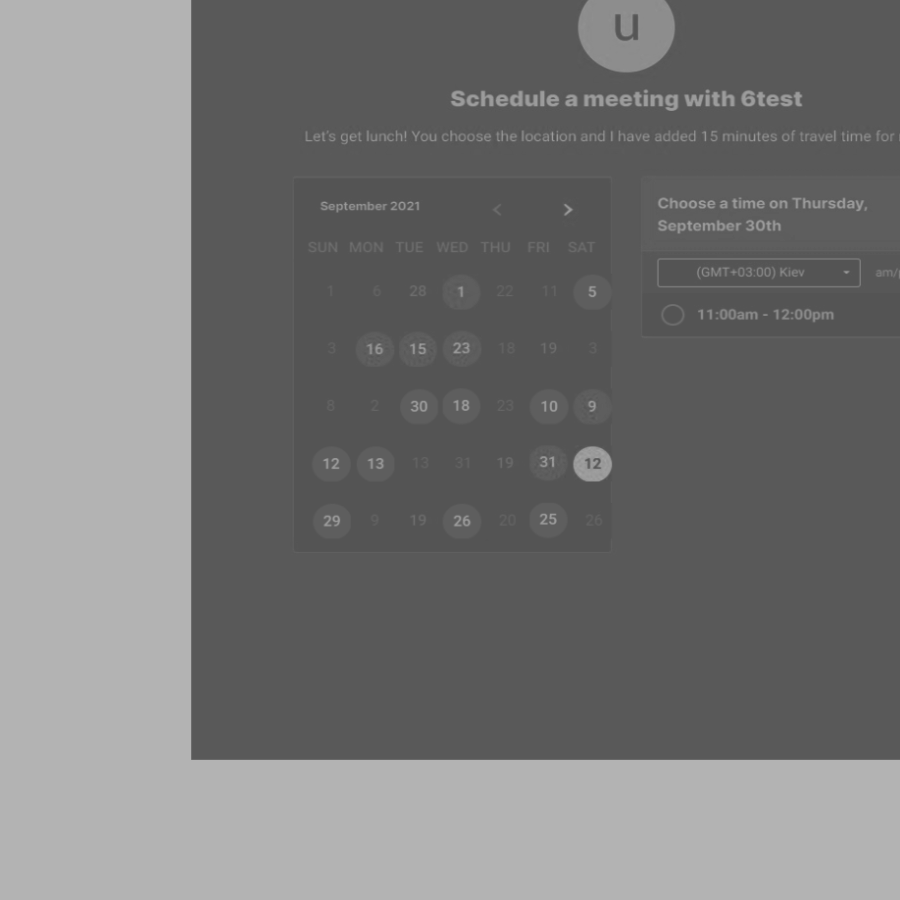 u
Schedule a meeting with 6test
Let's get lunch! You choose the location and I have added 15 minutes of travel time for
September 2021 < >
SUN MON TUE WED THU FRI SAT
1 6 28 1 22 11 5
3 16 15 23 18 19 3
8 2 30 18 23 10 9
12 13 13 31 19 31 12
29 9 19 26 20 25 26
Choose a time on Thursday,
September 30th
(GMT+03:00) Kiev am/
11:00am - 12:00pm